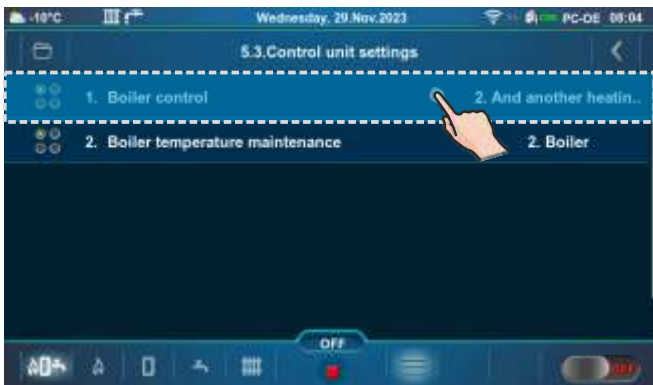 -10°C Wednesday, 29.Nov.2023 PC-OE 08:04
5.3.Control unit settings
1. Boiler control 2. And another heatin..
2. Boiler temperature maintenance 2. Boiler
OFF
OFF